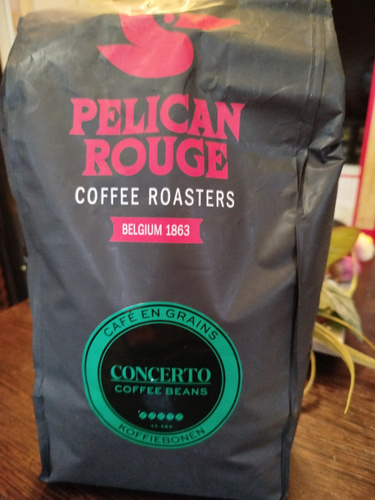 PELICAN
ROUGE
COFFEE ROASTERS
BELGIUM 1863
CAFÉ EN GRAINS
CONCERTO
COFFEE BEANS
KOFFIEBONEN